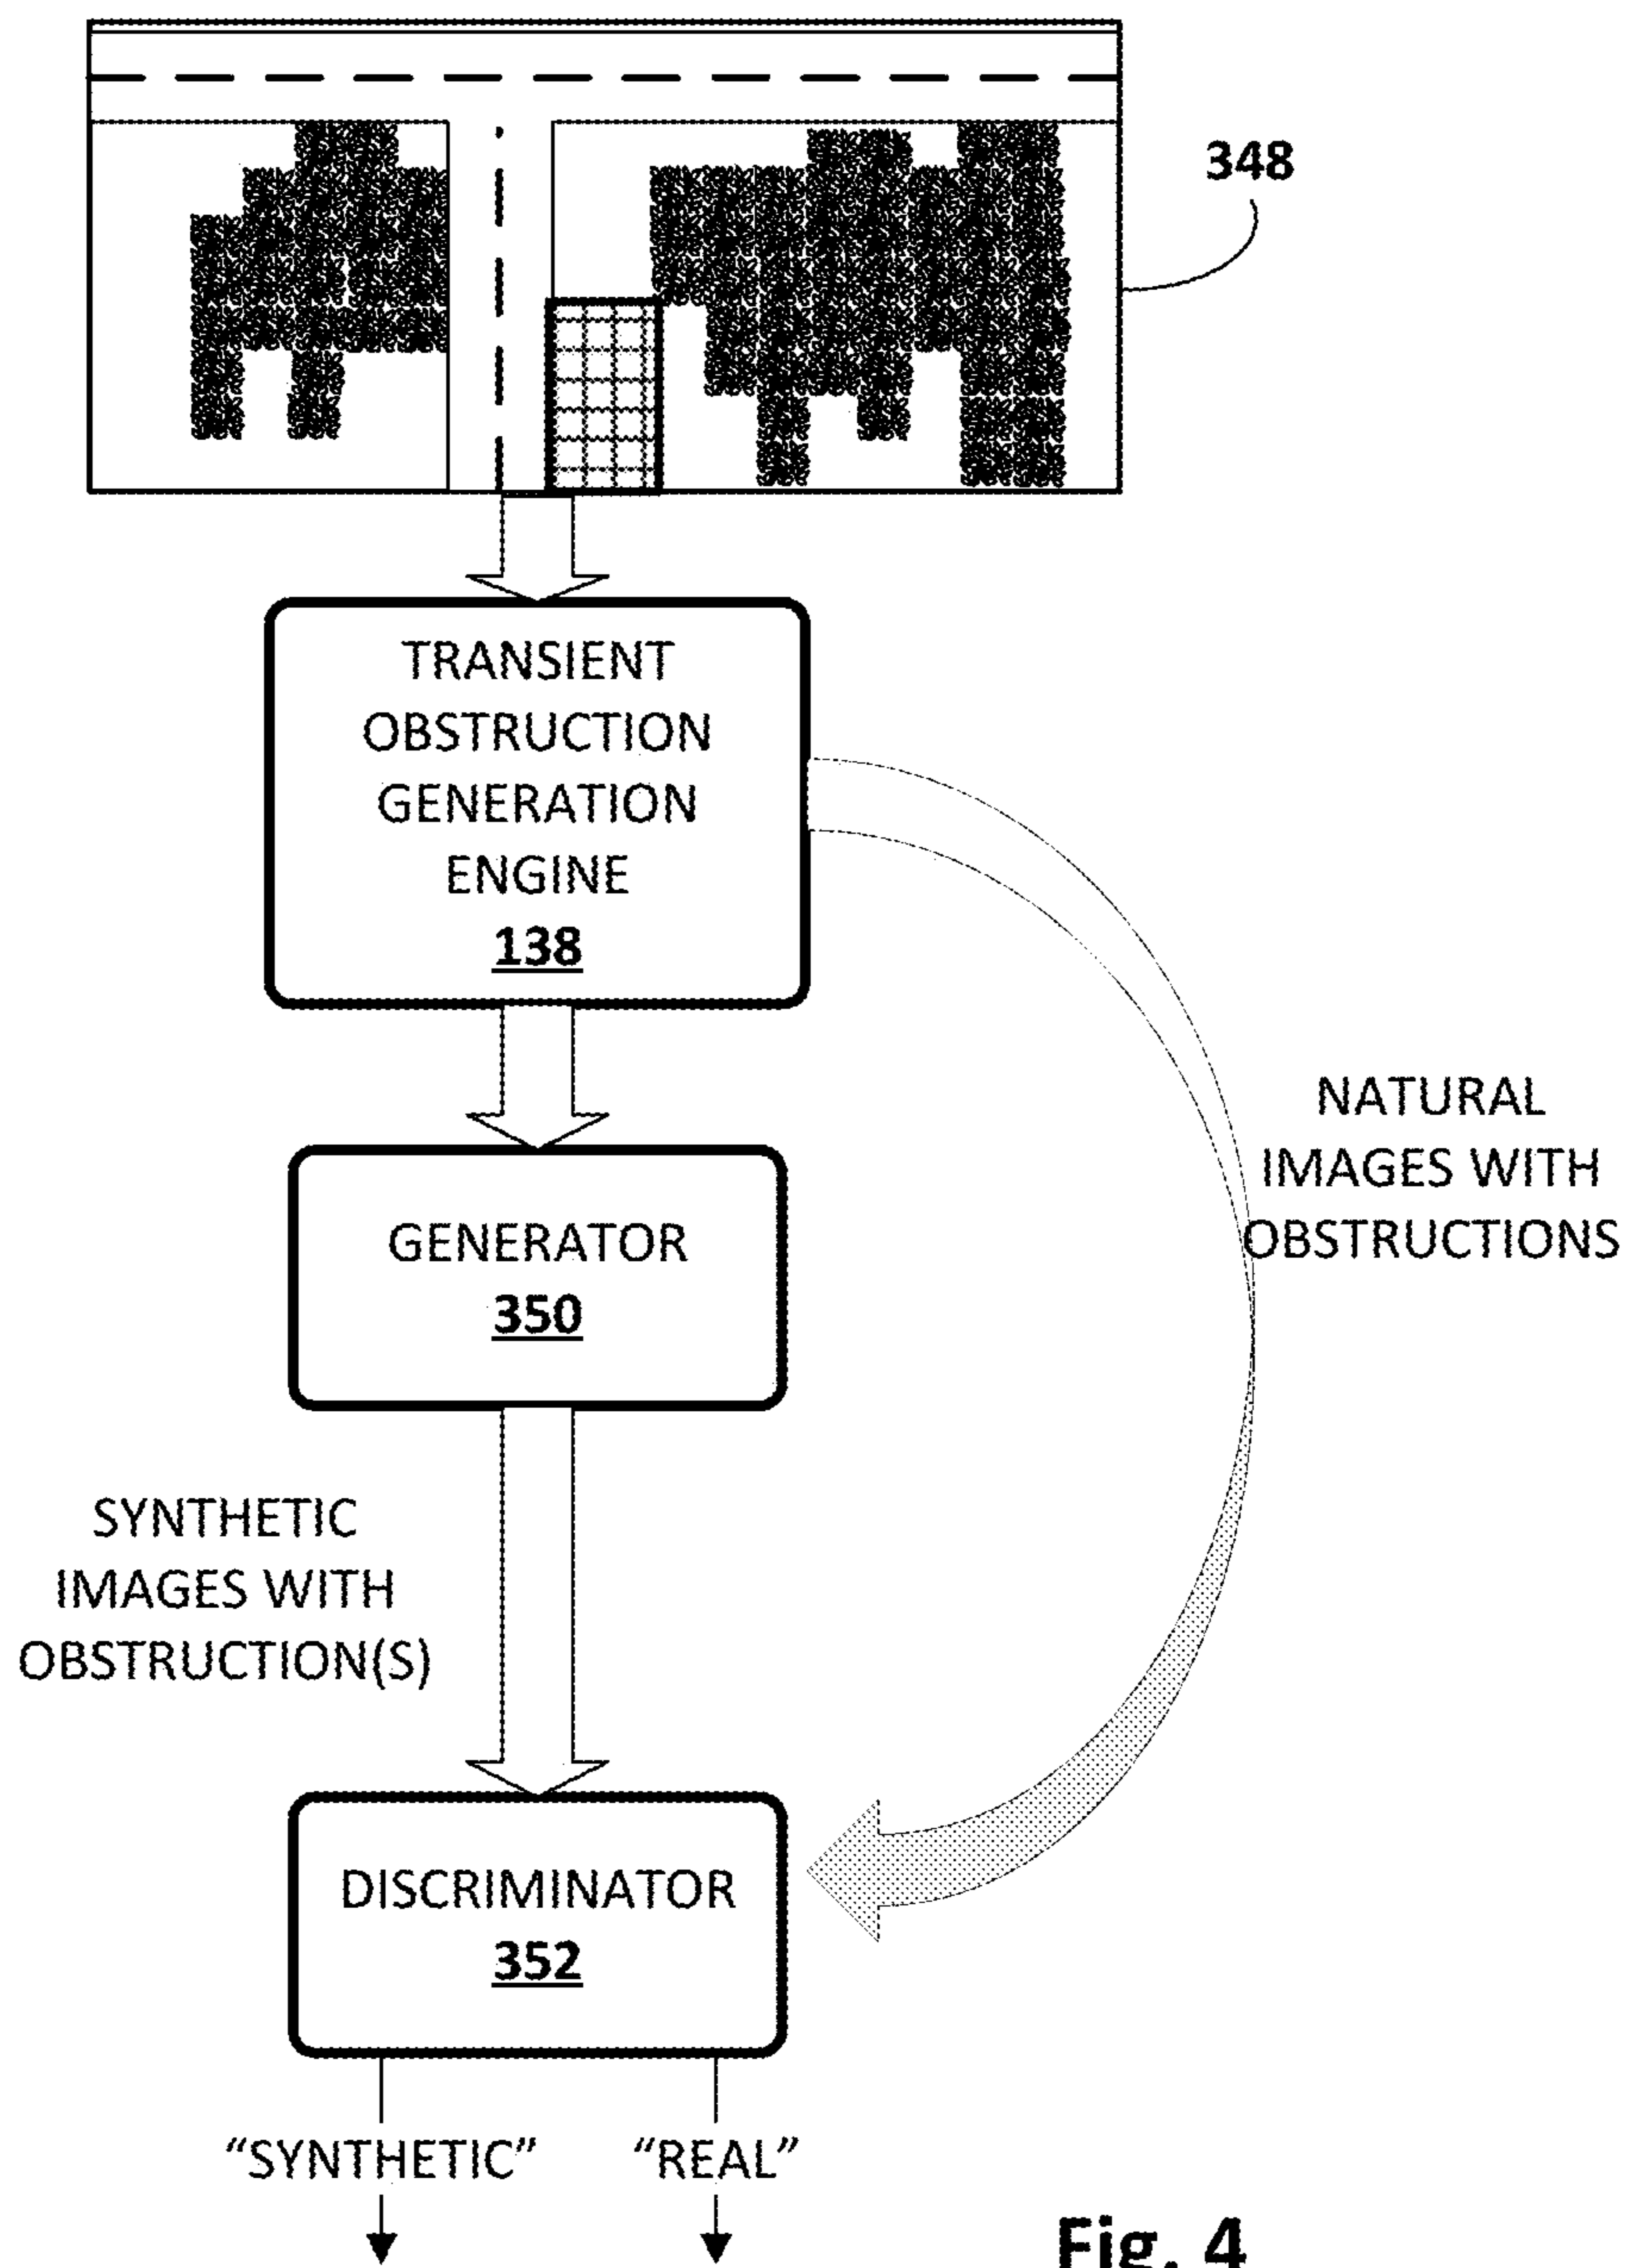 348
TRANSIENT
OBSTRUCTION
GENERATION
ENGINE
138
NATURAL
IMAGES WITH
OBSTRUCTIONS
GENERATOR
350
SYNTHETIC
IMAGES WITH
OBSTRUCTION(S)
DISCRIMINATOR
352
“SYNTHETIC” “REAL”
Fig. 4